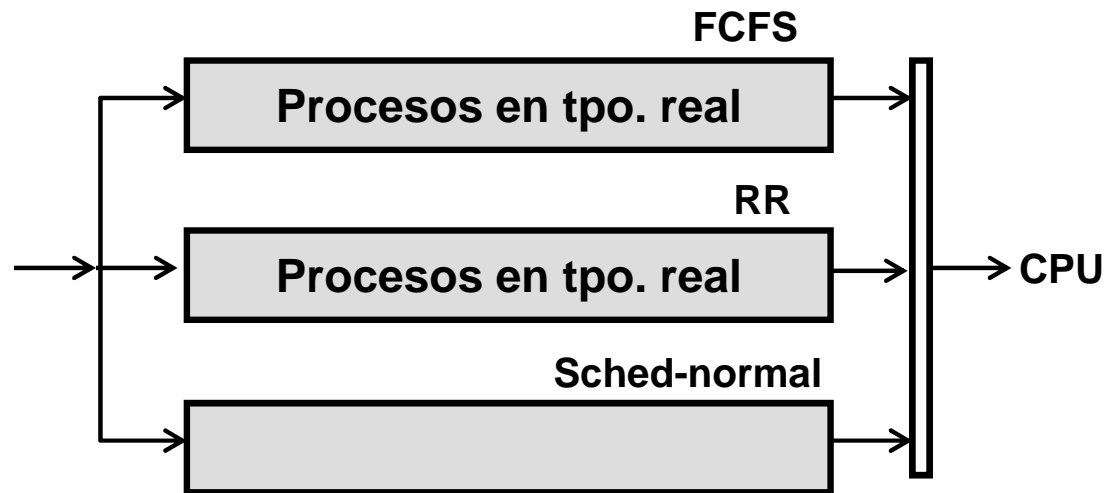 FCFS
Procesos en tpo. real
RR
Procesos en tpo. real
CPU
Sched-normal